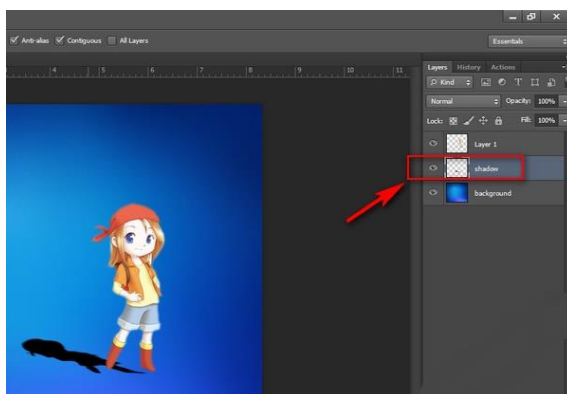 Anti-alias Contiguous All Layers Essentials
4 5 6 7 8 9 10 11
Layers History Actions
Kind
Normal Opacity: 100%
Lock: Fill: 100%
Layer 1
shadow
background